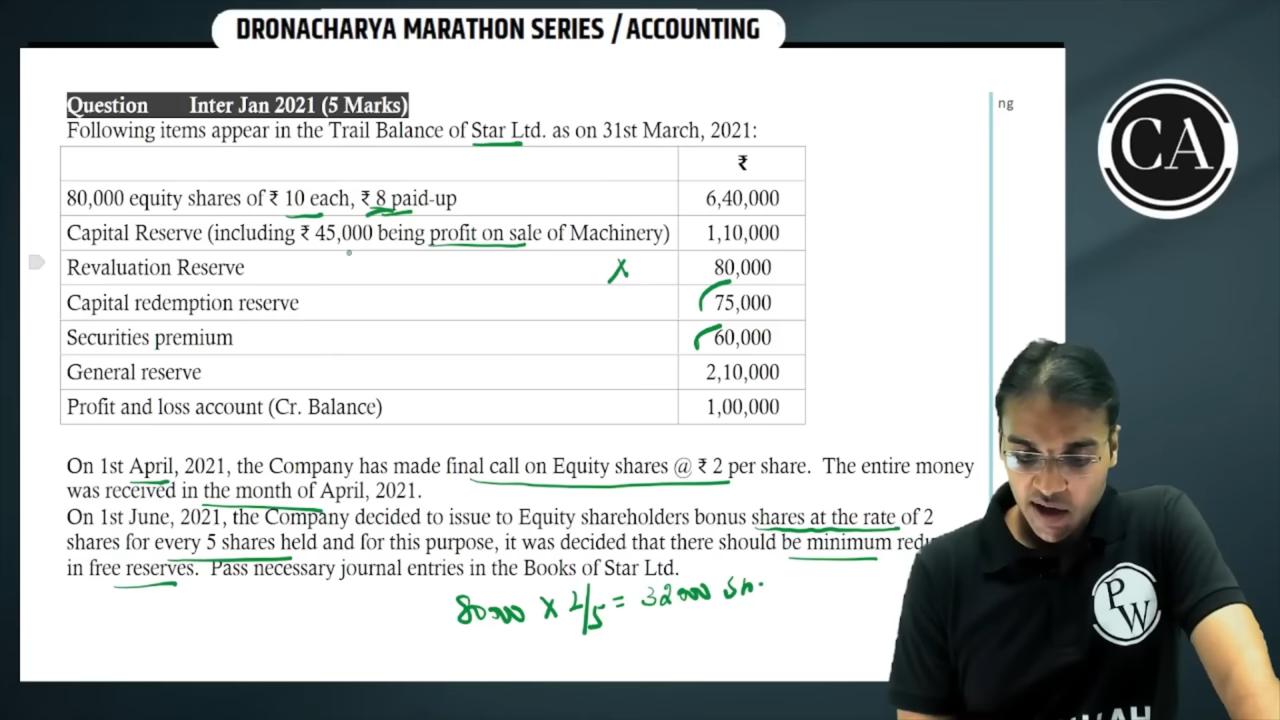 DRONACHARYA MARATHON SERIES / ACCOUNTING
Question Inter Jan 2021 (5 Marks)
ng
Following items appear in the Trail Balance of Star Ltd. as on 31st March, 2021:
₹
80,000 equity shares of ₹ 10 each, ₹ 8 paid-up 6,40,000
Capital Reserve (including ₹ 45,000 being profit on sale of Machinery) 1,10,000
Revaluation Reserve X 80,000
Capital redemption reserve 75,000
Securities premium 60,000
General reserve 2,10,000
Profit and loss account (Cr. Balance) 1,00,000
On 1st April, 2021, the Company has made final call on Equity shares @ ₹ 2 per share. The entire money
was received in the month of April, 2021.
On 1st June, 2021, the Company decided to issue to Equity shareholders bonus shares at the rate of 2
shares for every 5 shares held and for this purpose, it was decided that there should be minimum
in free reserves. Pass necessary journal entries in the Books of Star Ltd.
80000 X 2/5 = 32000 sh.
CA
PW